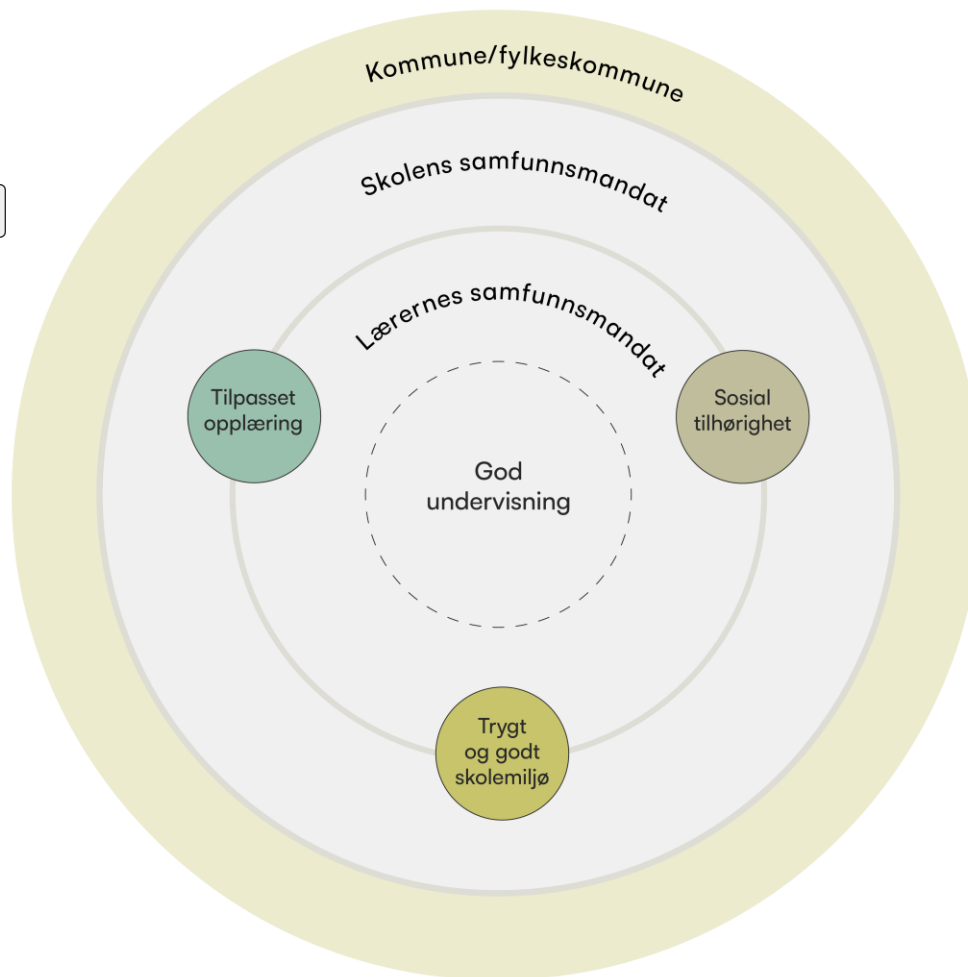 Kommune/fylkeskommune
Skolens samfunnsmandat
Lærernes samfunnsmandat
Tilpasset
opplæring
Sosial
tilhørighet
God
undervisning
Trygt
og godt
skolemiljø